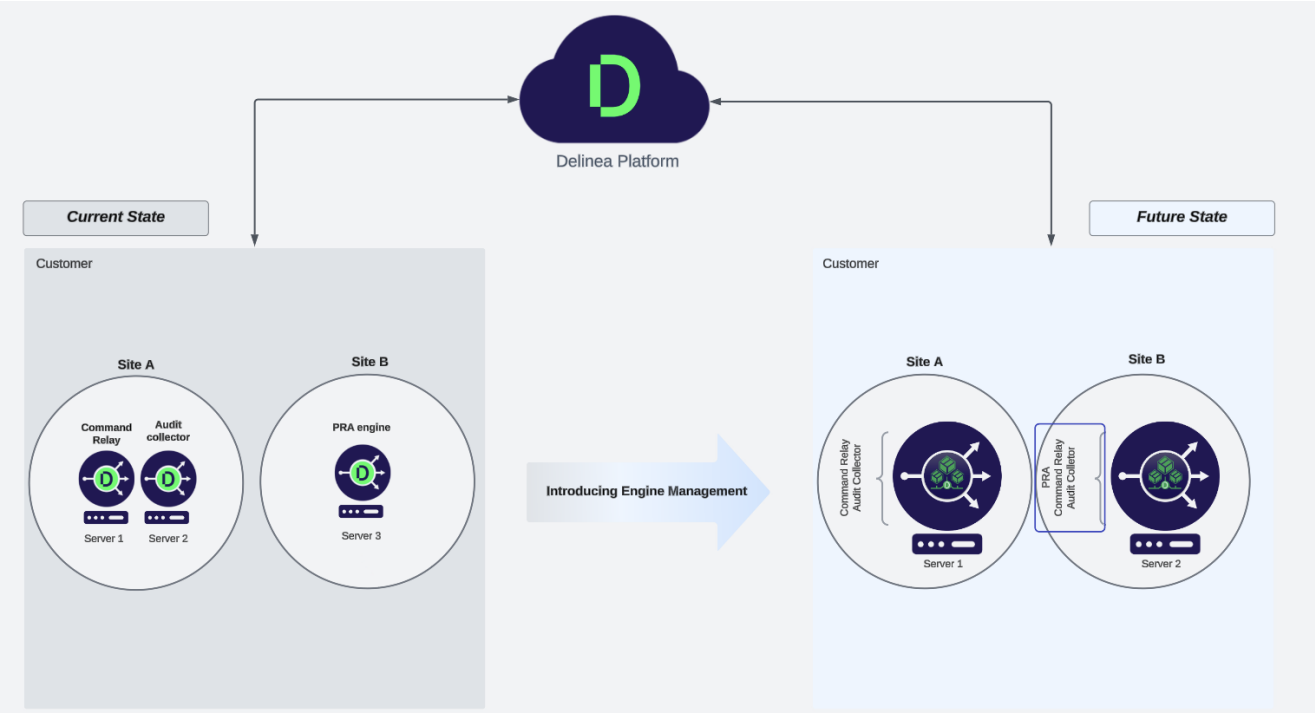 D
Delinea Platform
Current State
Future State
Customer
Site A
Site B
Command
Relay
Audit
collector
PRA engine
D
D
D
Server 1
Server 2
Server 3
Introducing Engine Management
Customer
Site A
Site B
Command Relay
Audit Collector
PRA
Command Relay
Audit Colletor
Server 1
Server 2